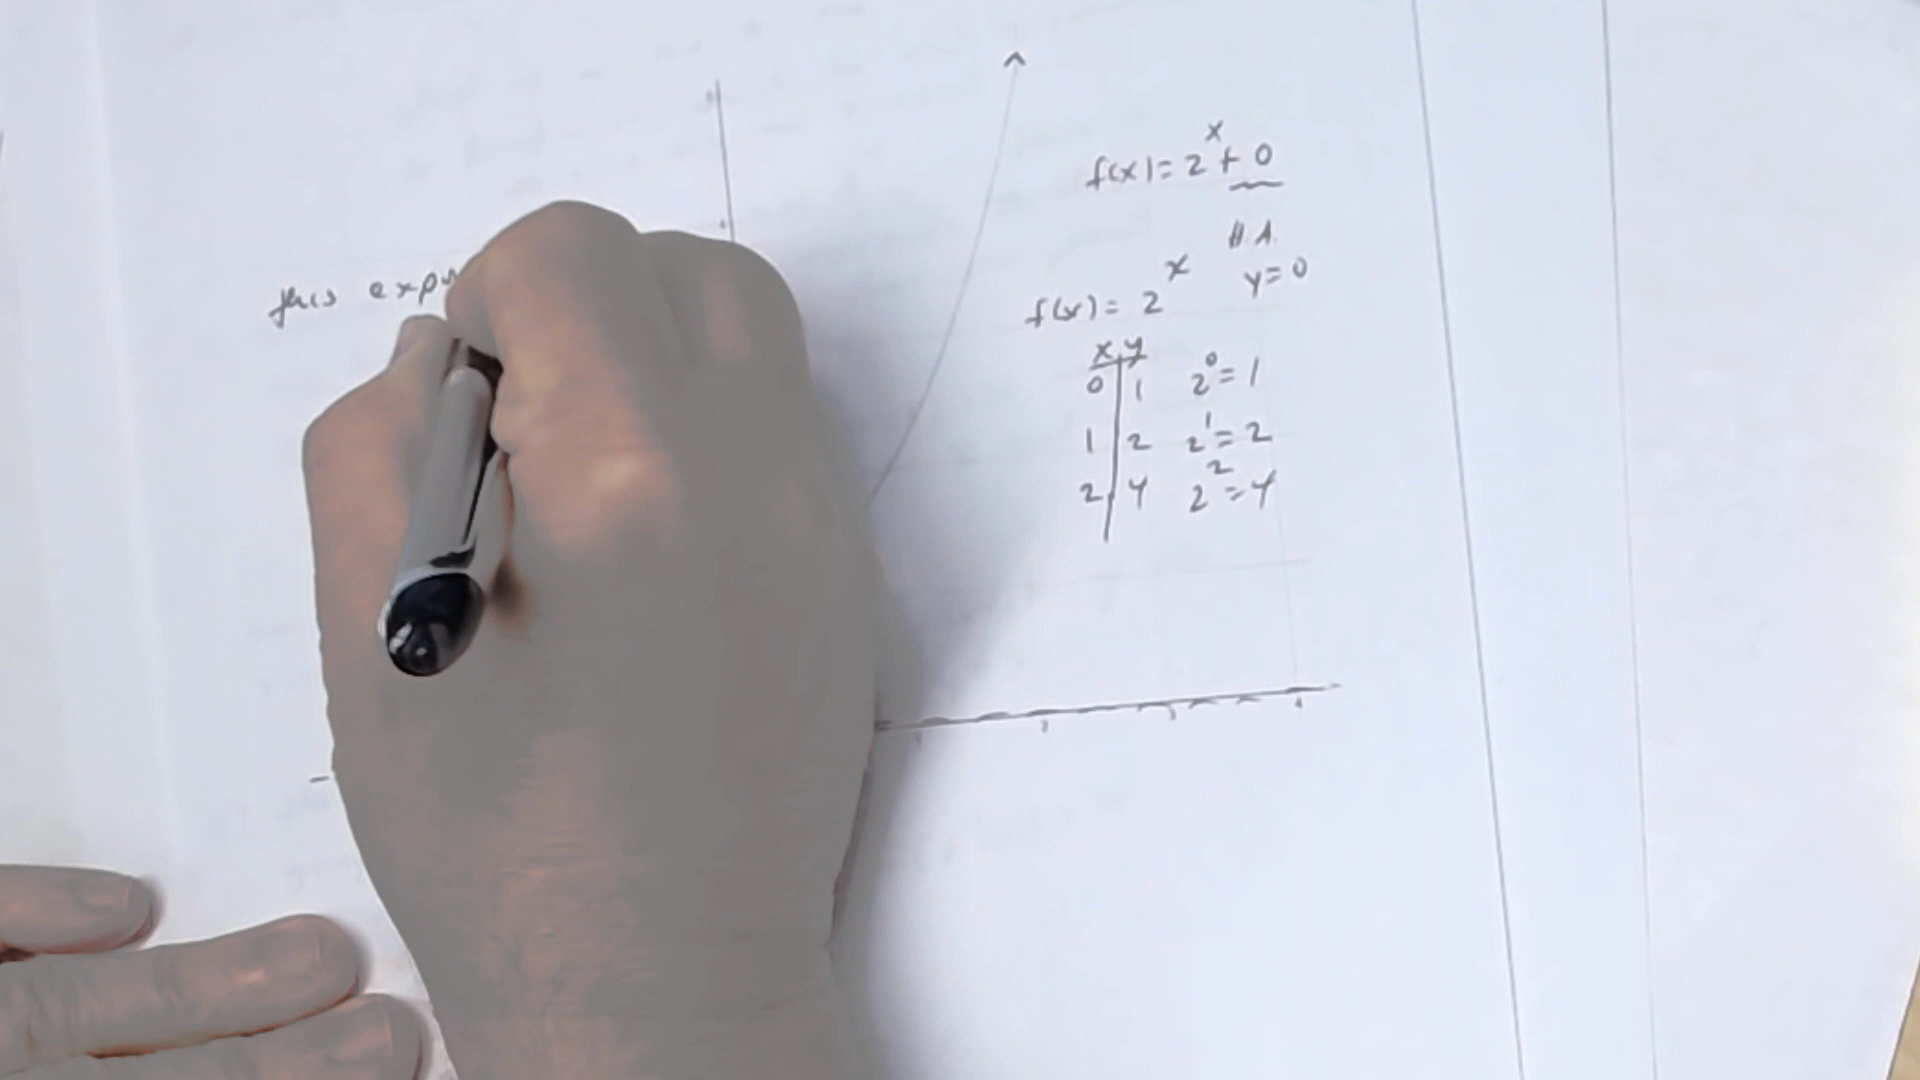 f(x)= 2^x + 0
H.A.
y=0
this expo
f(x)= 2^x
x y
0 1 2^0 = 1
1 2 2^1 = 2
2 4 2^2 = 4